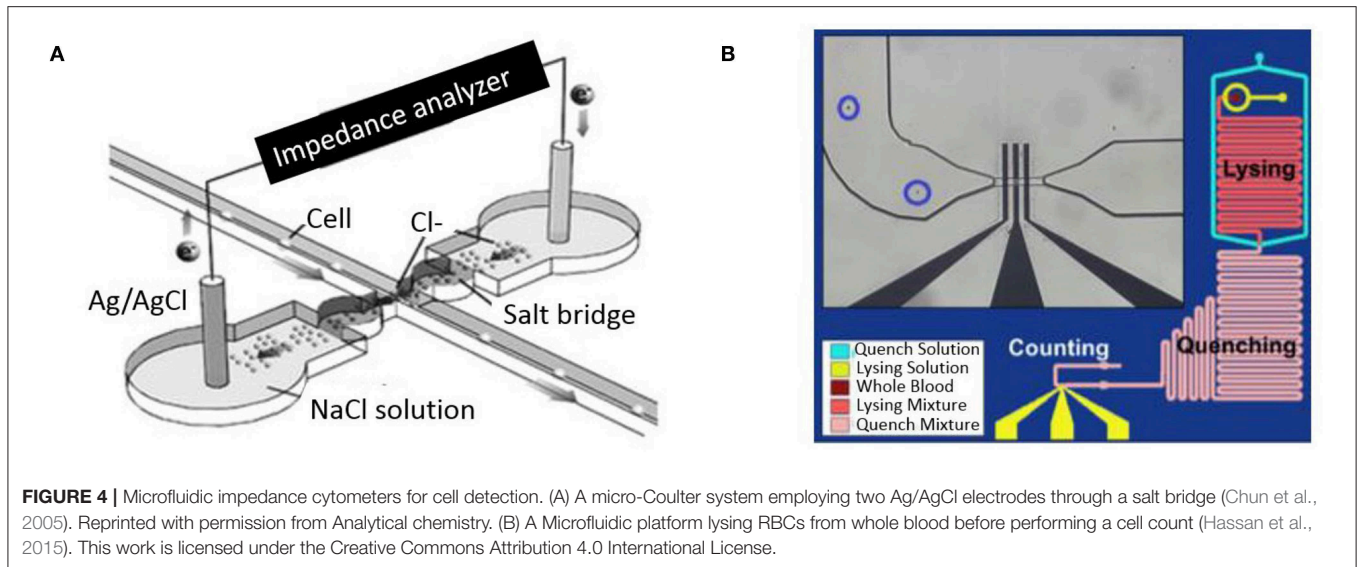 A
B
Impedance analyzer
e-
e-
Cell
Cl-
Ag/AgCl
Salt bridge
NaCl solution
Lysing
Quenching
Counting
Quench Solution
Lysing Solution
Whole Blood
Lysing Mixture
Quench Mixture
FIGURE 4 | Microfluidic impedance cytometers for cell detection. (A) A micro-Coulter system employing two Ag/AgCl electrodes through a salt bridge (Chun et al.,
2005). Reprinted with permission from Analytical chemistry. (B) A Microfluidic platform lysing RBCs from whole blood before performing a cell count (Hassan et al.,
2015). This work is licensed under the Creative Commons Attribution 4.0 International License.